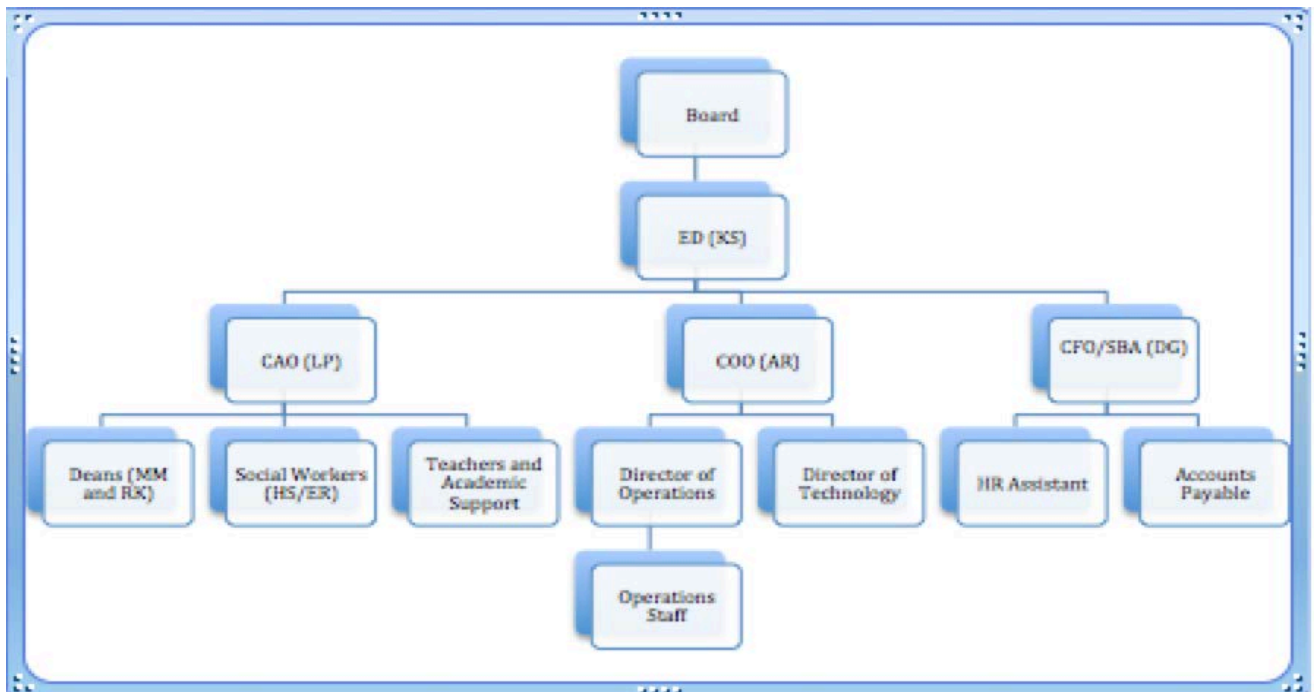 Board
ED (KS)
CAO (LP)
COO (AR)
CFO/SBA (DG)
Deans (MM
and RK)
Social Workers
(HS/ER)
Teachers and
Academic
Support
Director of
Operations
Director of
Technology
HR Assistant
Accounts
Payable
Operations
Staff